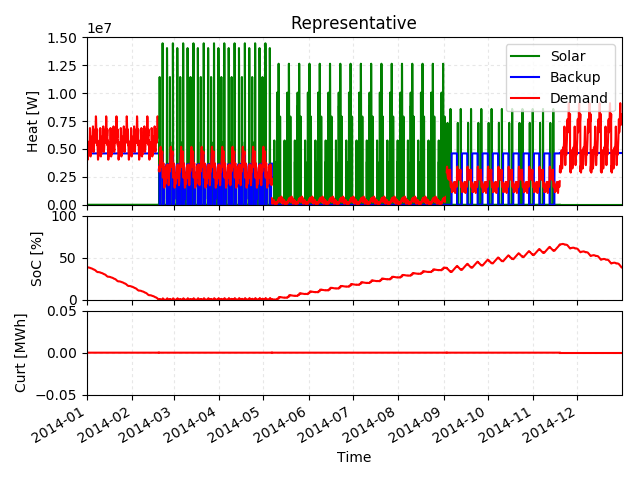 Representative
1e7
Heat [W]
1.50
1.25
1.00
0.75
0.50
0.25
0.00
Solar
Backup
Demand
SoC [%]
100
50
0
Curt [MWh]
0.05
0.00
−0.05
2014-01
2014-02
2014-03
2014-04
2014-05
2014-06
2014-07
2014-08
2014-09
2014-10
2014-11
2014-12
Time